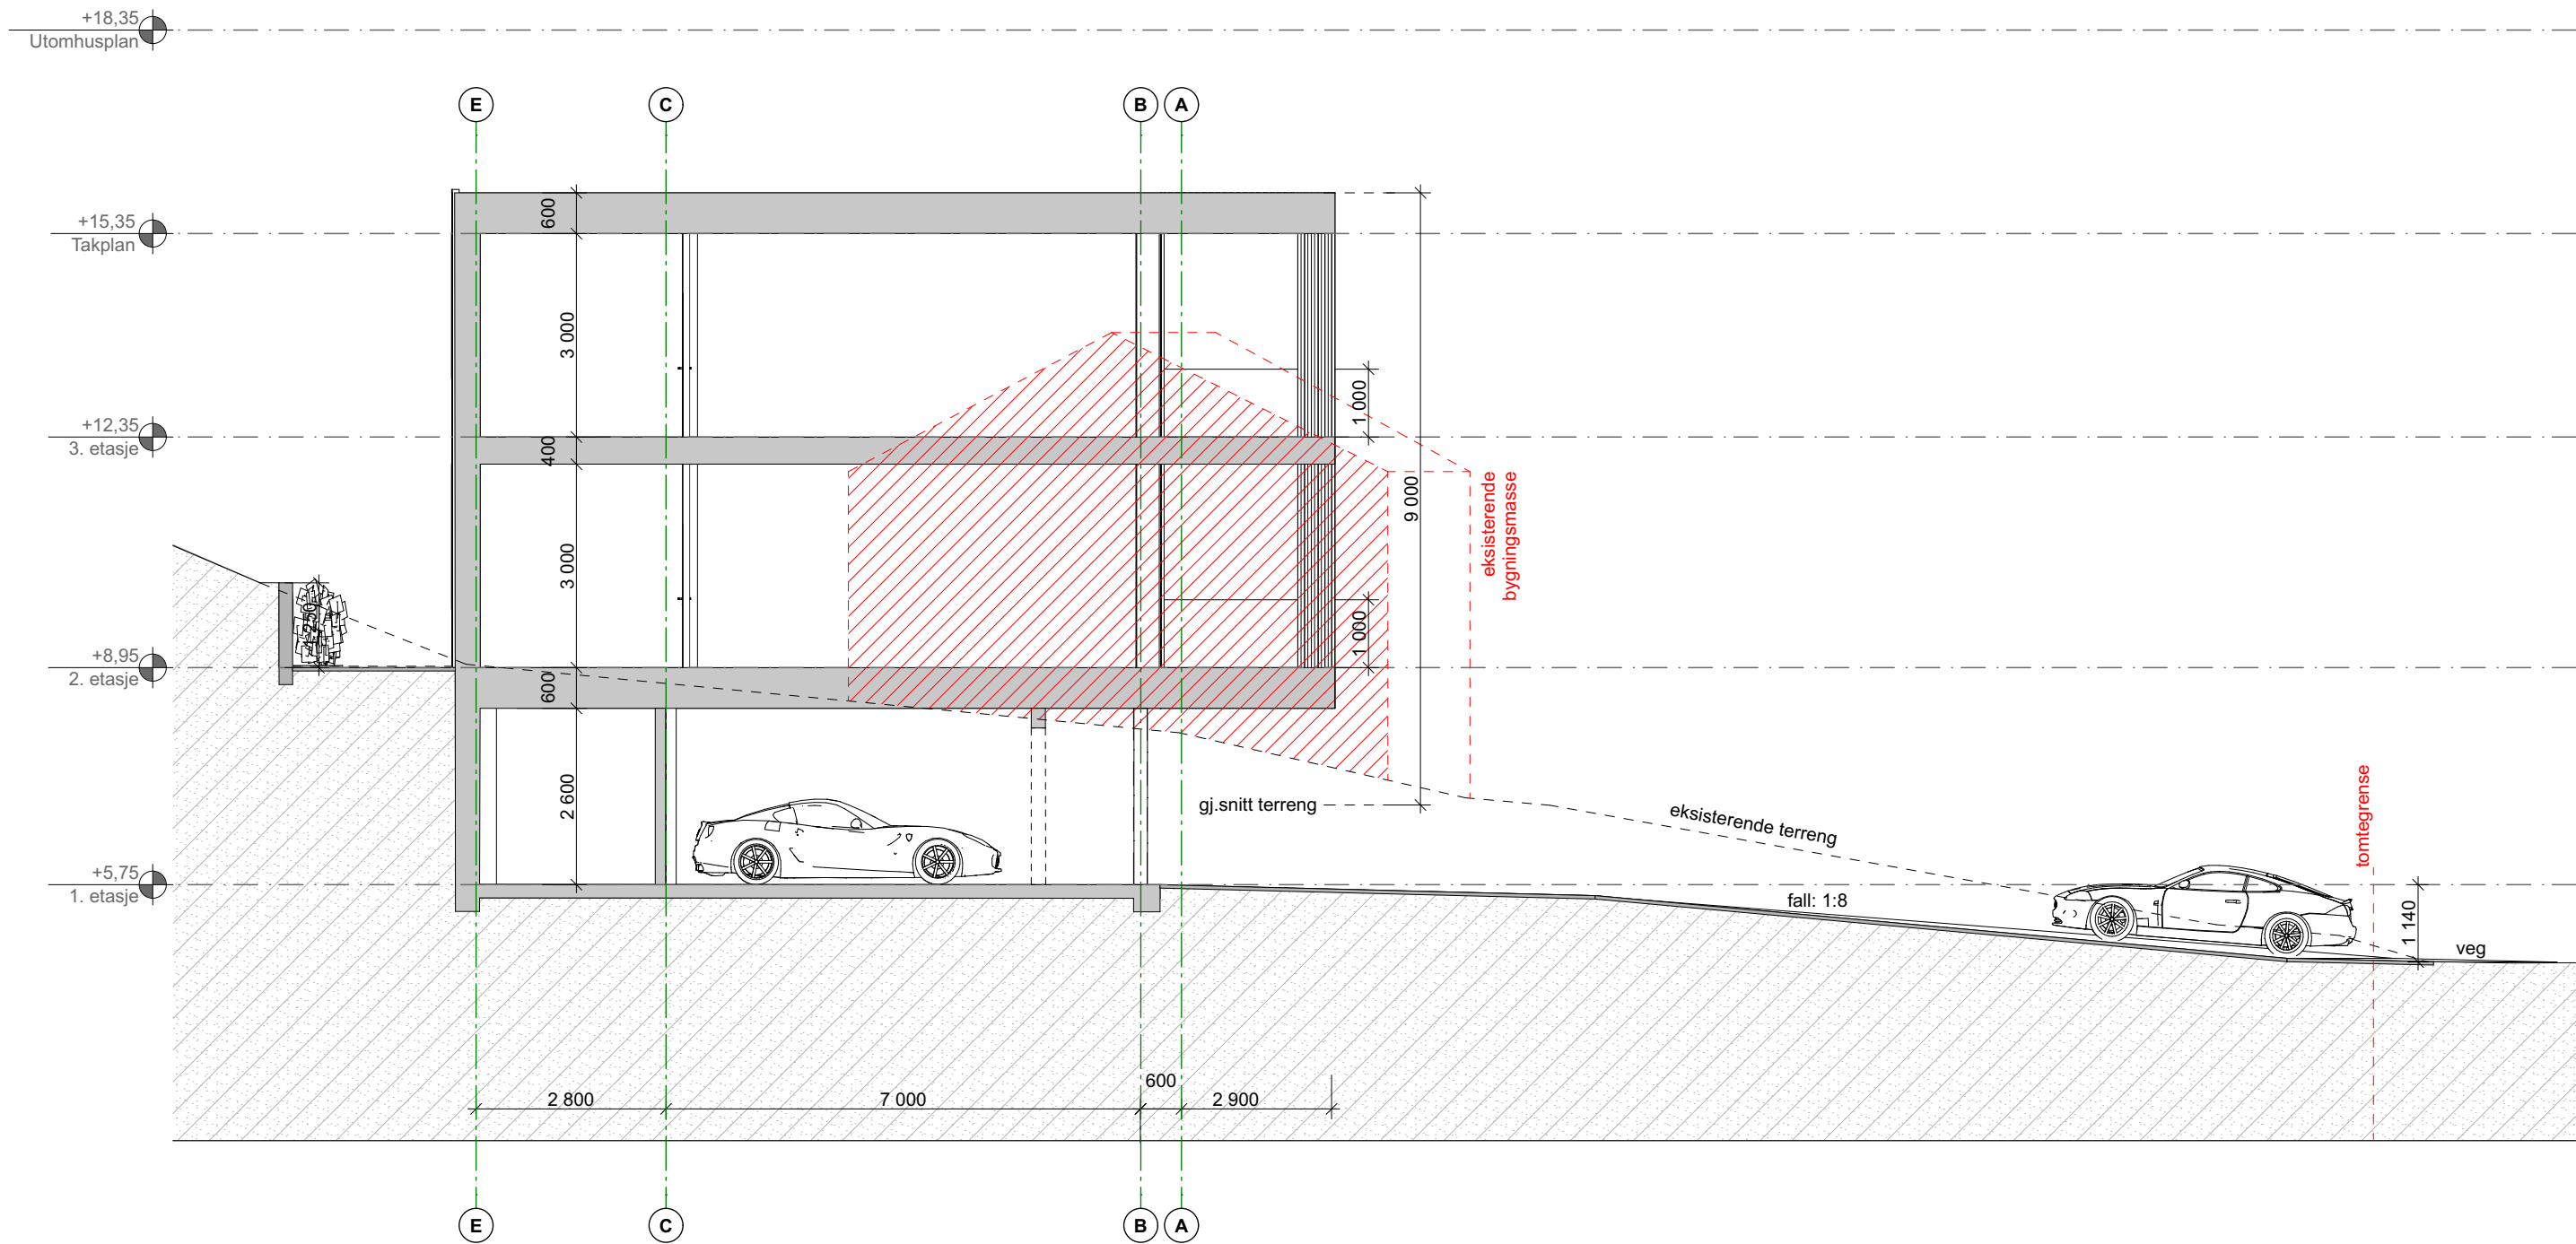 +18,35
Utomhusplan
E
C
B
A
+15,35
Takplan
600
3 000
1 000
+12,35
3. etasje
400
9 000
eksisterende
bygningsmasse
3 000
1 250
1 000
+8,95
2. etasje
600
2 600
gj.snitt terreng
eksisterende terreng
tomtegrense
+5,75
1. etasje
fall: 1:8
1 140
veg
600
2 800
7 000
2 900
E
C
B
A